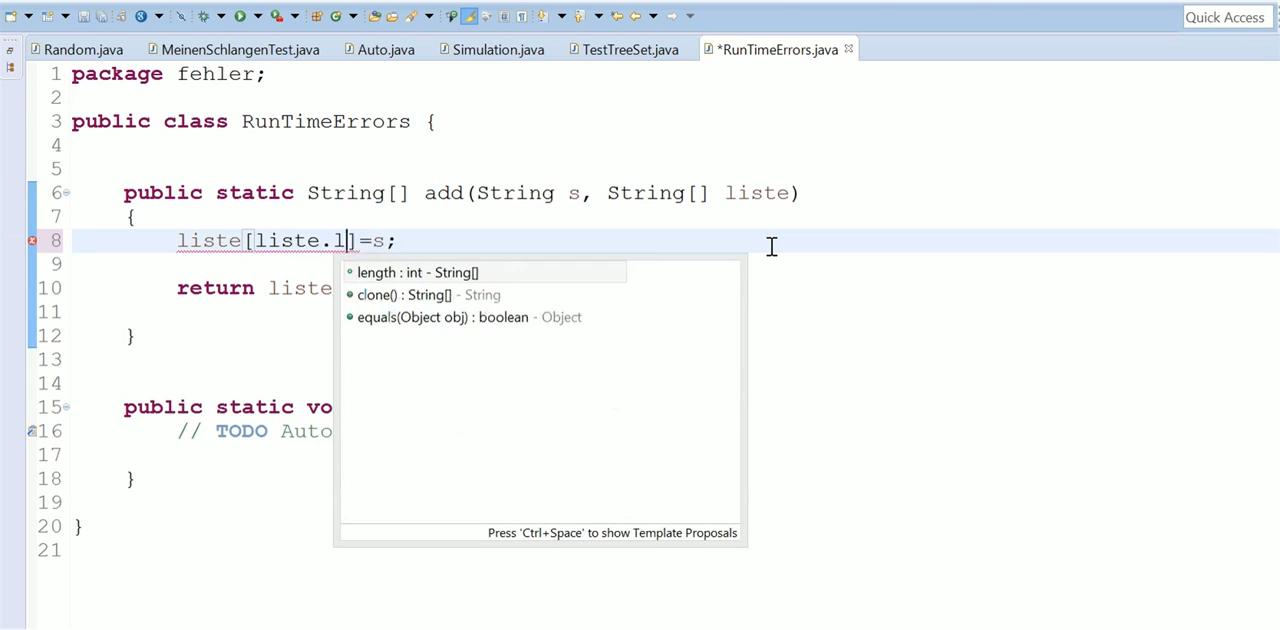 Quick Access
Random.java MeinenSchlangenTest.java Auto.java Simulation.java TestTreeSet.java *RunTimeErrors.java
1 package fehler;
2
3 public class RunTimeErrors {
4
5
6 public static String[] add(String s, String[] liste)
7 {
8 liste[liste.l]=s;
9
10 return liste
11
12 }
13
14
15 public static vo
16 // TODO Auto
17
18 }
19
20 }
21
length : int - String[]
clone() : String[] - String
equals(Object obj) : boolean - Object
Press 'Ctrl+Space' to show Template Proposals